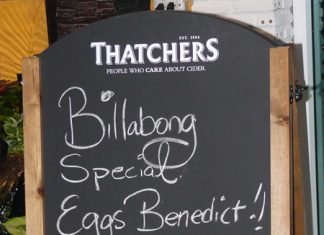 EST. 1904
THATCHERS
PEOPLE WHO CARE ABOUT CIDER
Billabong
Special.
Eggs Benedict!!